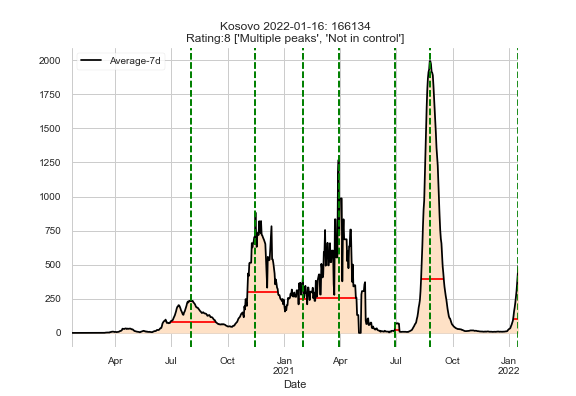 Kosovo 2022-01-16: 166134
Rating:8 ['Multiple peaks', 'Not in control']
Average-7d
2000
1750
1500
1250
1000
750
500
250
0
Apr Jul Oct Jan Apr Jul Oct Jan
2021 2022
Date